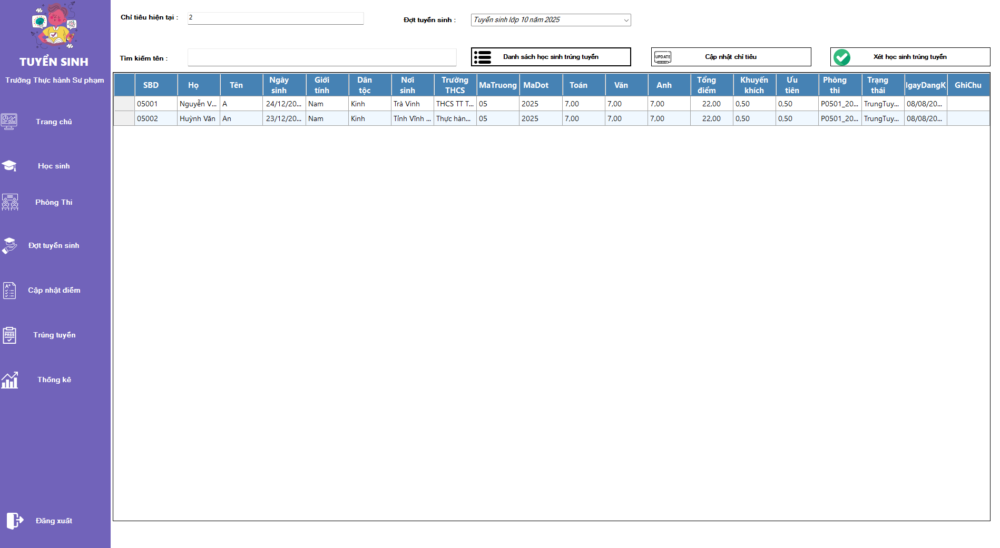 TUYỂN SINH
Trường Thực hành Sư phạm
Trang chủ
Học sinh
Phòng Thi
Đợt tuyển sinh
Cập nhật điểm
Trúng tuyển
Thống kê
Đăng xuất
Chỉ tiêu hiện tại : 2
Đợt tuyển sinh : Tuyển sinh lớp 10 năm 2025
Tìm kiếm tên :
Danh sách học sinh trúng tuyển
UPDATE Cập nhật chỉ tiêu
Xét học sinh trúng tuyển
SBD Họ Tên Ngày sinh Giới tính Dân tộc Nơi sinh Trường THCS MaTruong MaDot Toán Văn Anh Tổng điểm Khuyến khích Ưu tiên Phòng thi Trạng thái IgayDangK GhiChu
05001 Nguyễn V... A 24/12/20... Nam Kinh Trà Vinh THCS TT T... 05 2025 7,00 7,00 7,00 22,00 0,50 0,50 P0501_20... TrungTuy... 08/08/20...
05002 Huỳnh Văn An 23/12/20... Nam Kinh Tỉnh Vĩnh ... Thực hàn... 05 2025 7,00 7,00 7,00 22,00 0,50 0,50 P0501_20... TrungTuy... 08/08/20...